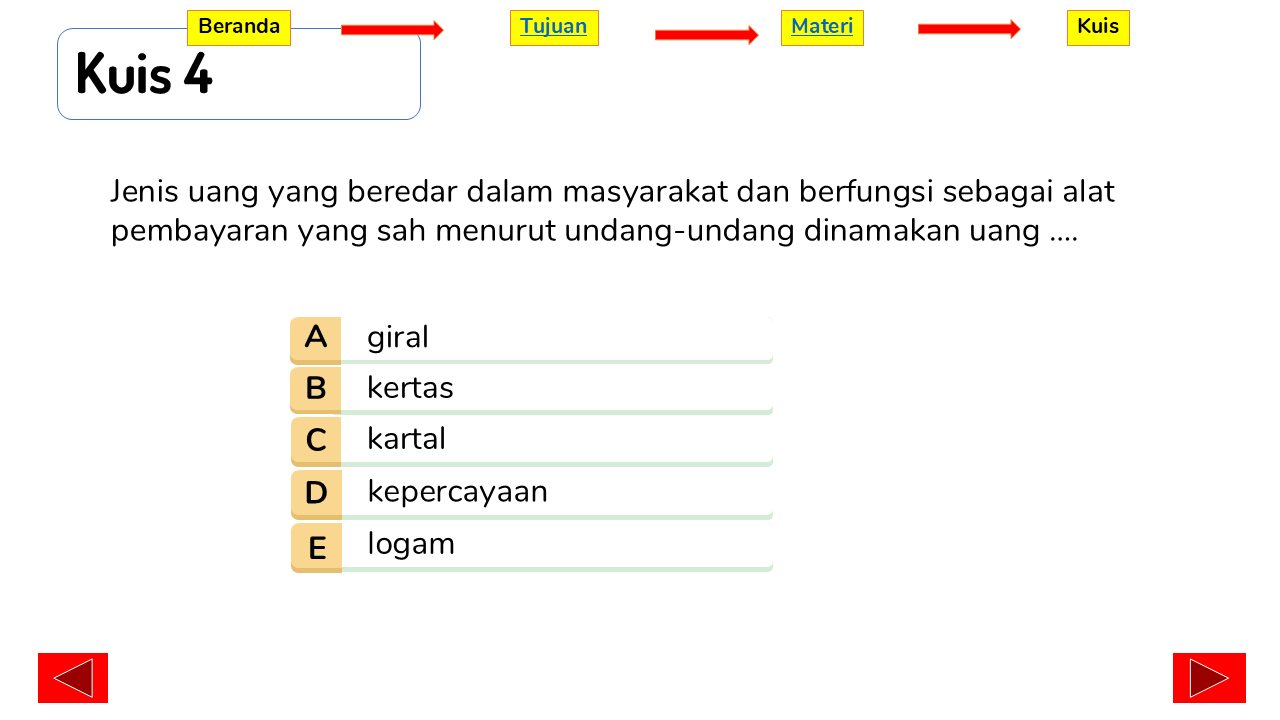 Beranda
Tujuan
Materi
Kuis
Kuis 4
Jenis uang yang beredar dalam masyarakat dan berfungsi sebagai alat
pembayaran yang sah menurut undang-undang dinamakan uang ....
A giral
B kertas
C kartal
D kepercayaan
E logam